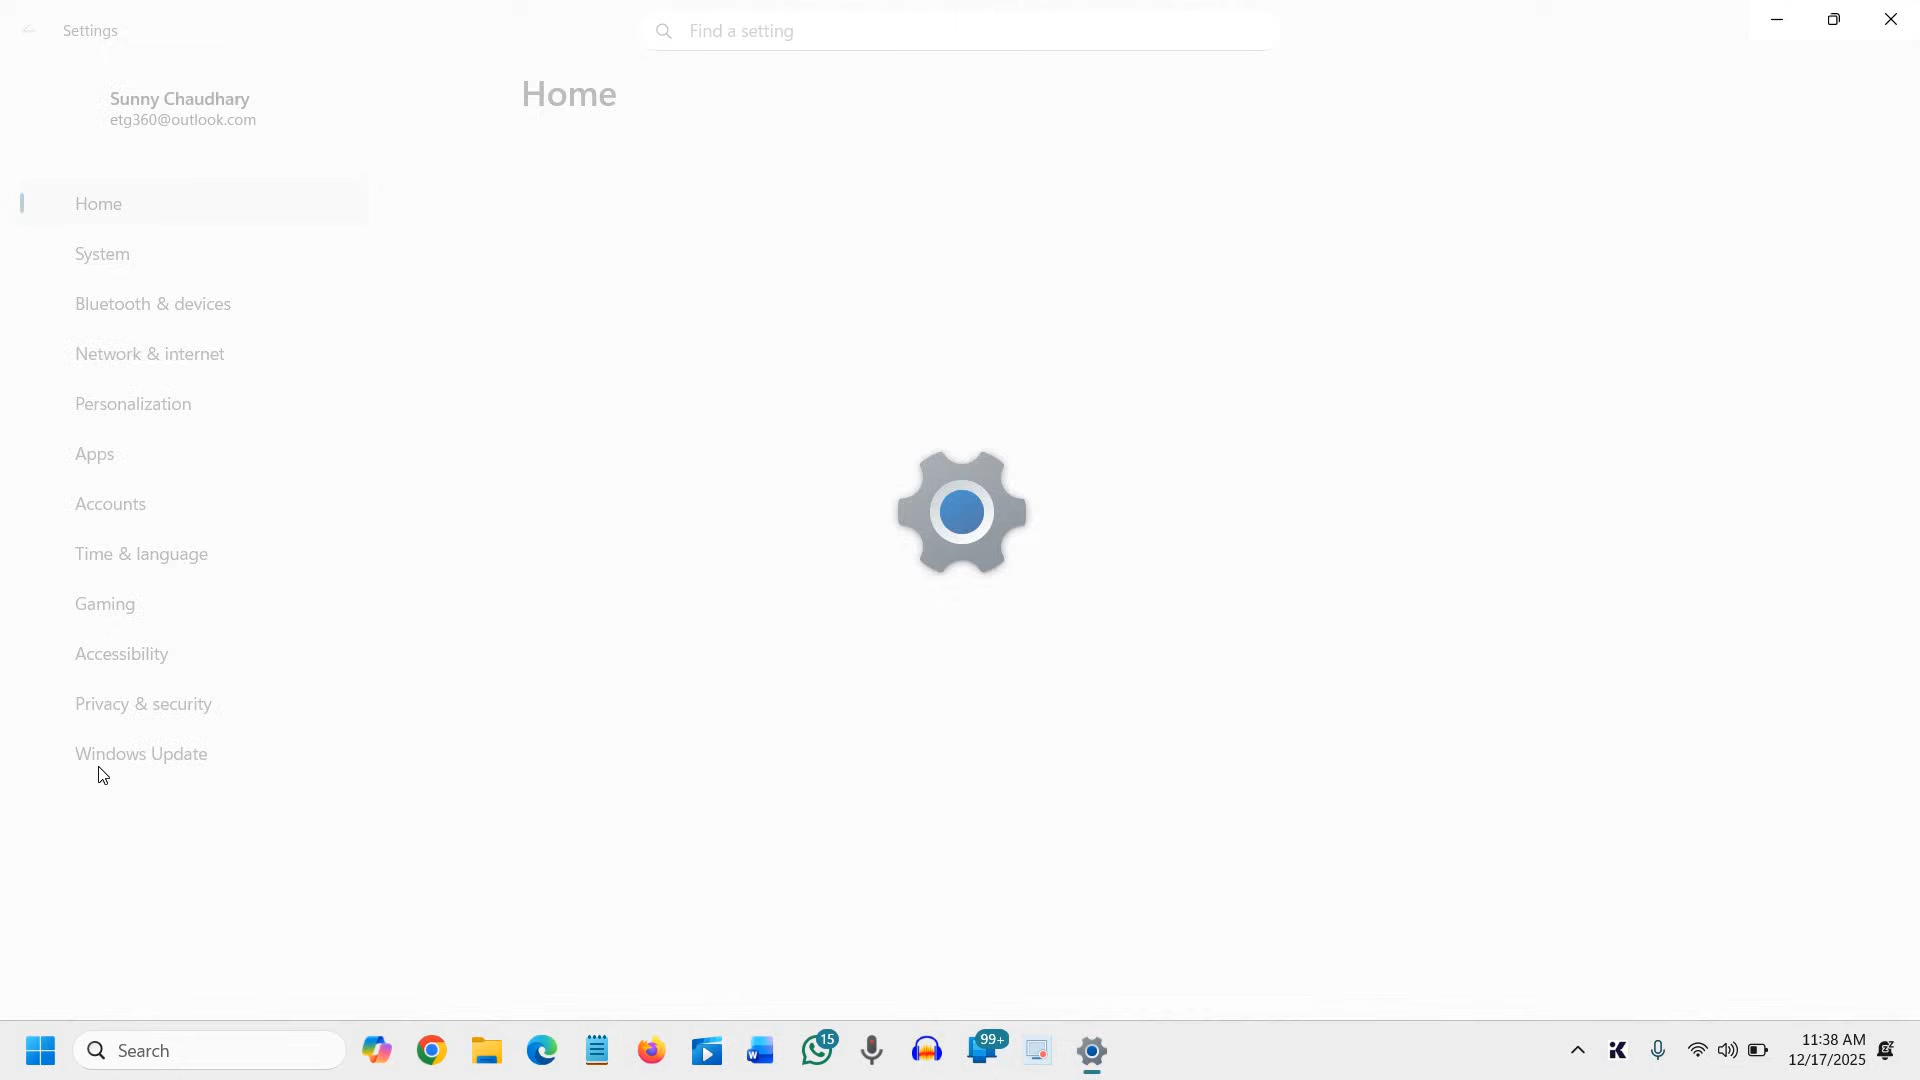 Settings
Find a setting
Sunny Chaudhary
etg360@outlook.com
Home
Home
System
Bluetooth & devices
Network & internet
Personalization
Apps
Accounts
Time & language
Gaming
Accessibility
Privacy & security
Windows Update
Search
15
99+
11:38 AM
12/17/2025